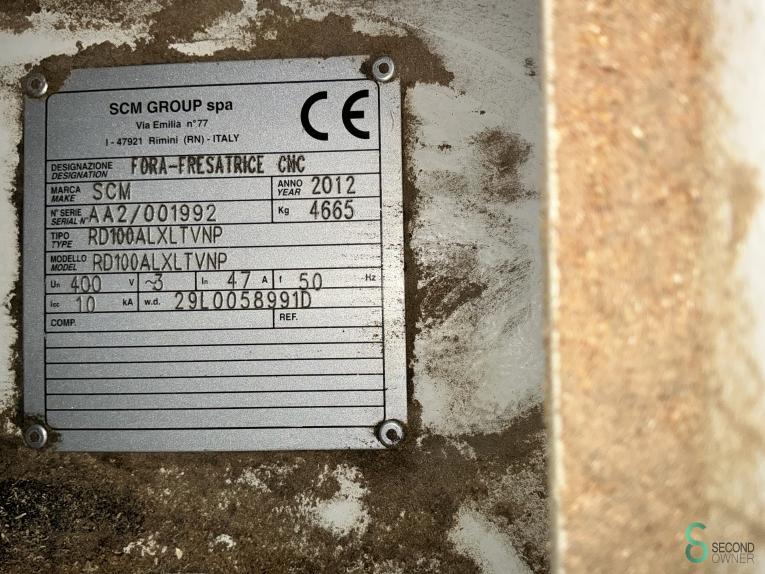 SCM GROUP spa
Via Emilia n°77
I - 47921 Rimini (RN) - ITALY
CE
DESIGNAZIONE
DESIGNATION FORA-FRESATRICE CNC
MARCA
MAKE SCM ANNO
YEAR 2012
N° SERIE
SERIAL N° AA2/001992 Kg 4665
TIPO
TYPE RD100ALXLTVNP
MODELLO
MODEL RD100ALXLTVNP
Un 400 V ~3 In 47 A f 50 Hz
Icc 10 kA w.d. 29L0058991D
COMP. REF.
SECOND
OWNER